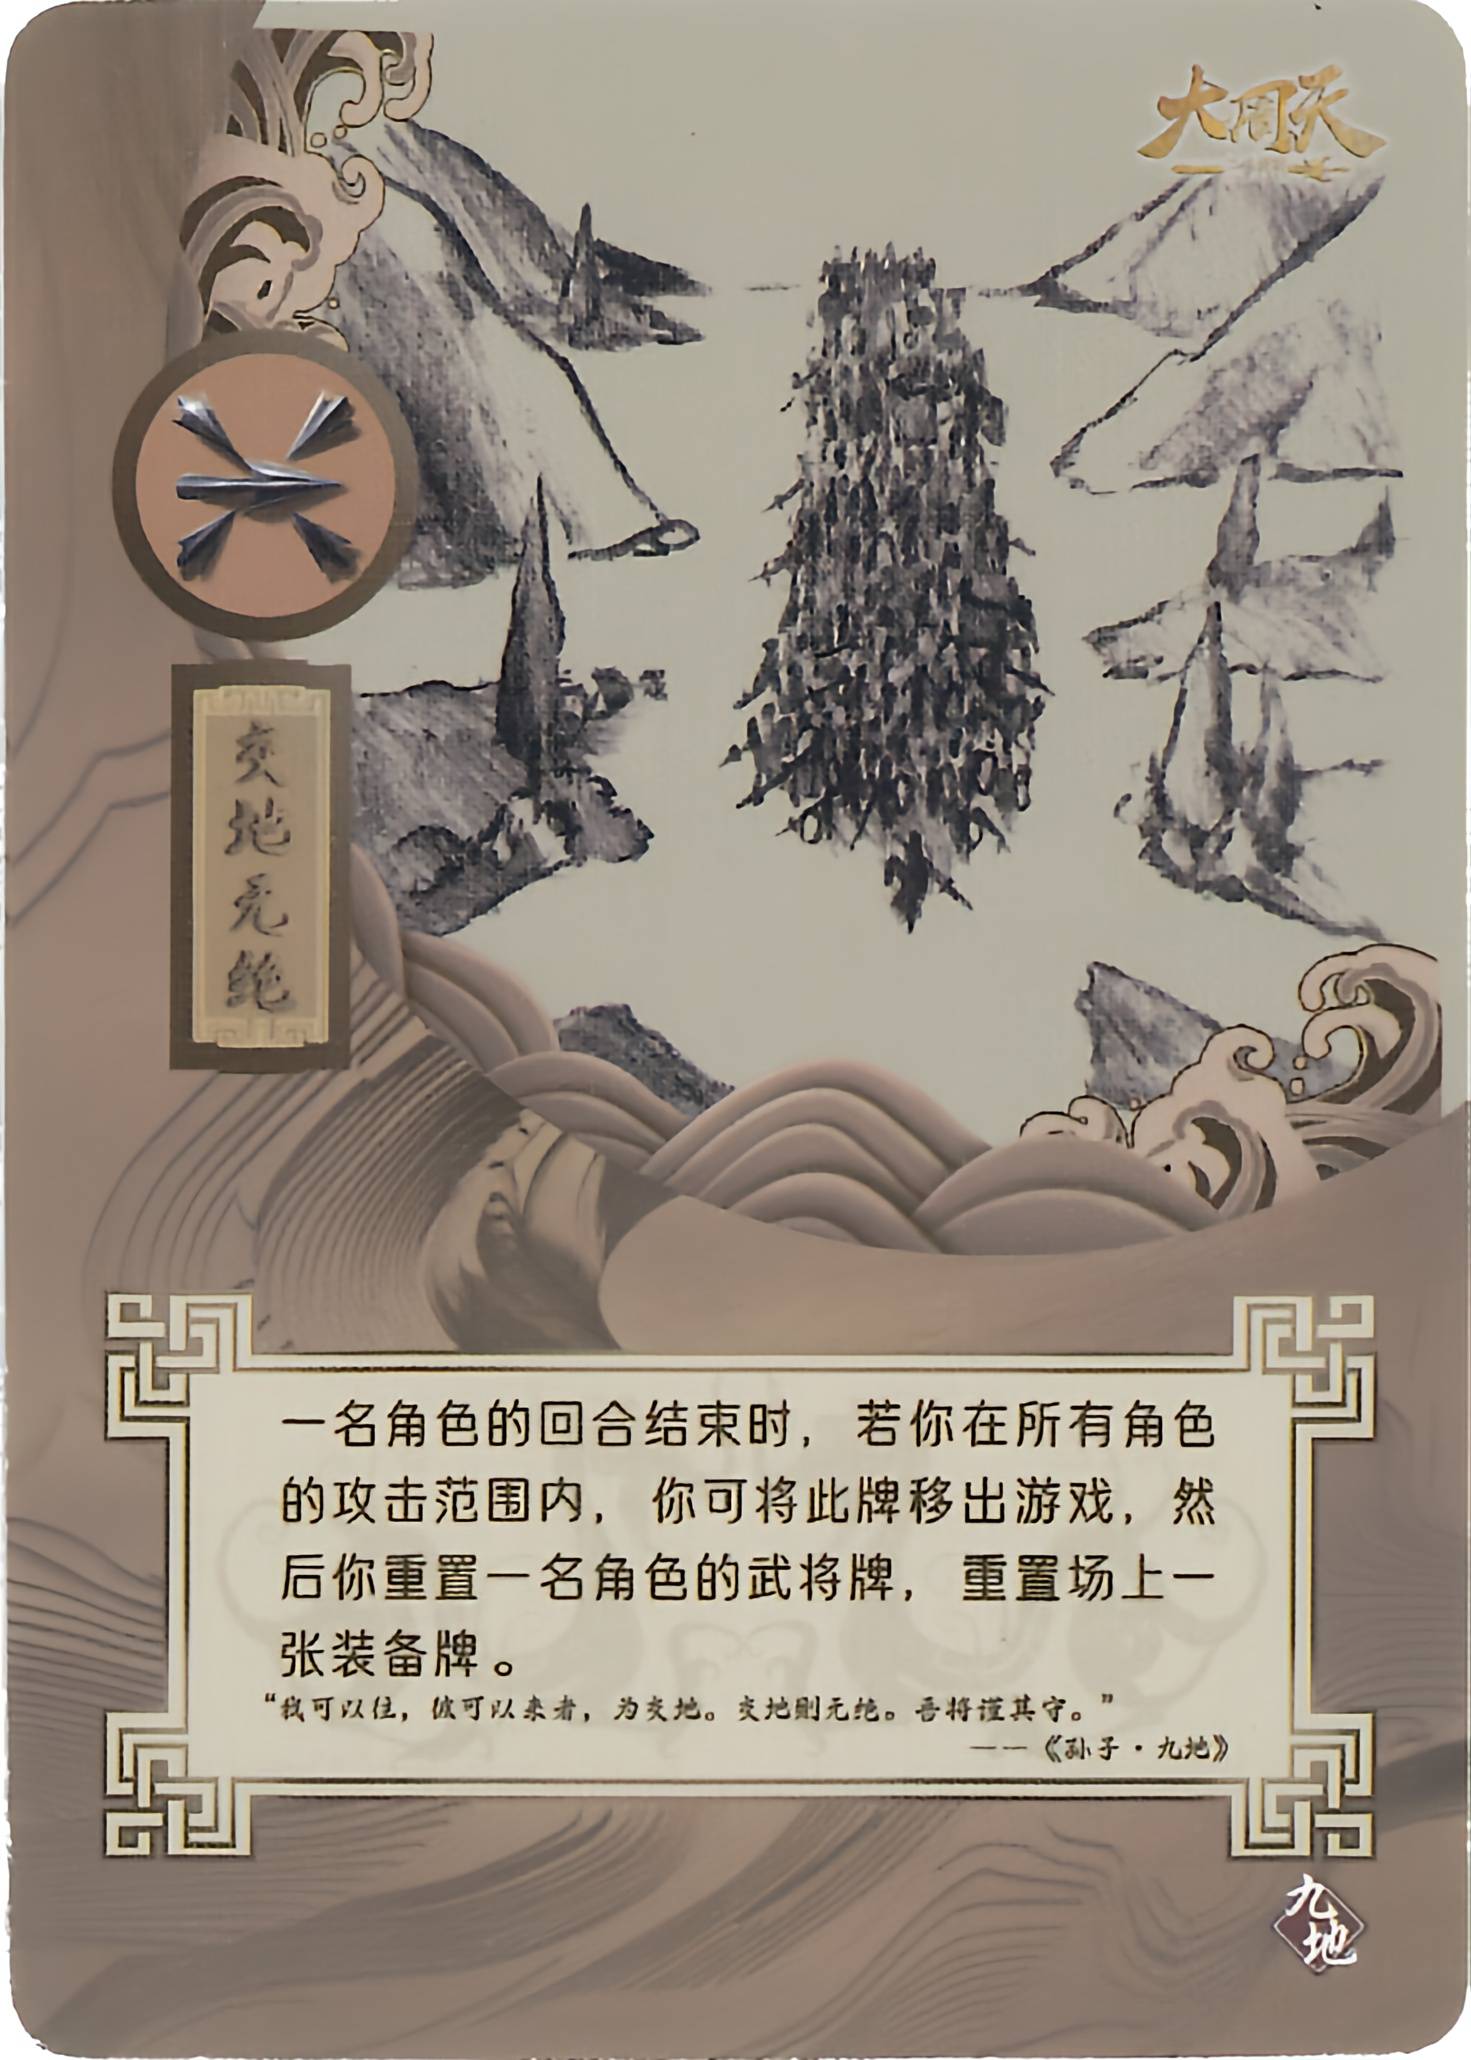 大周天
交地无绝
一名角色的回合结束时，若你在所有角色
的攻击范围内，你可将此牌移出游戏，然
后你重置一名角色的武将牌，重置场上一
张装备牌。
“我可以往，彼可以来者，为交地。交地则无绝。吾将谨其守。”
——《孙子·九地》
九地